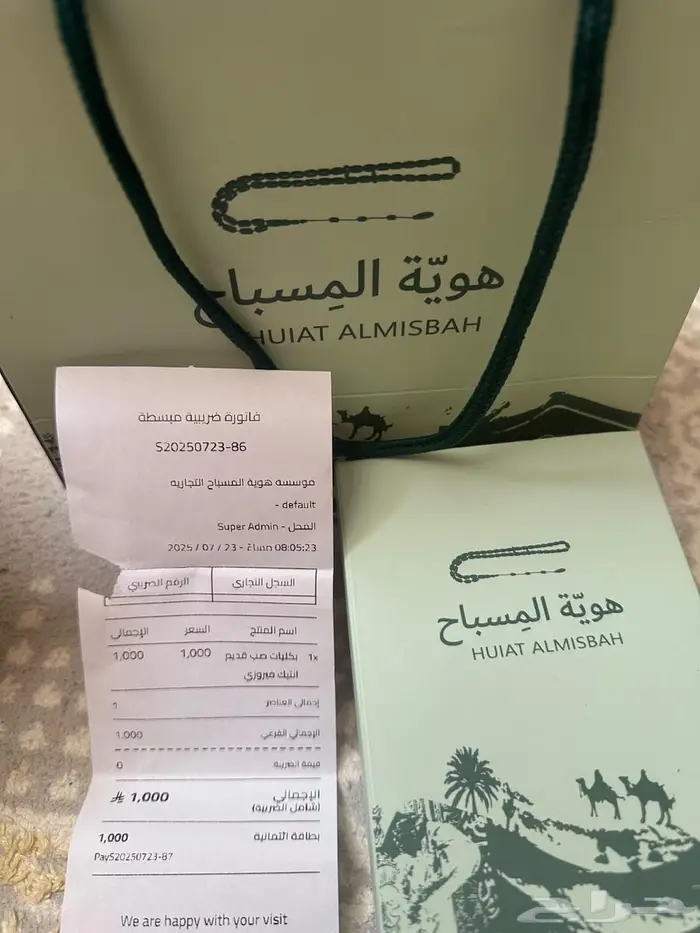 هويّة المِسباح
HUIAT ALMISBAH
فاتورة ضريبية مبسطة
S20250723-86
موسسه هوية المسباح التجاريه
- default
المحل - Super Admin
2025 / 07 / 23 - مساءً 08:05:23
السجل التجاري الرقم الضريبي
اسم المنتج السعر الإجمالي
1x بكليات صب قديم 1,000 1,000
انتيك فيروزي
إجمالي العناصر 1
الإجمالي الفرعي 1,000
قيمة الضريبة 0
الإجمالي 1,000
(شامل الضريبة)
بطاقة ائتمانية 1,000
PayS20250723-87
We are happy with your visit
هويّة المِسباح
HUIAT ALMISBAH
حراج